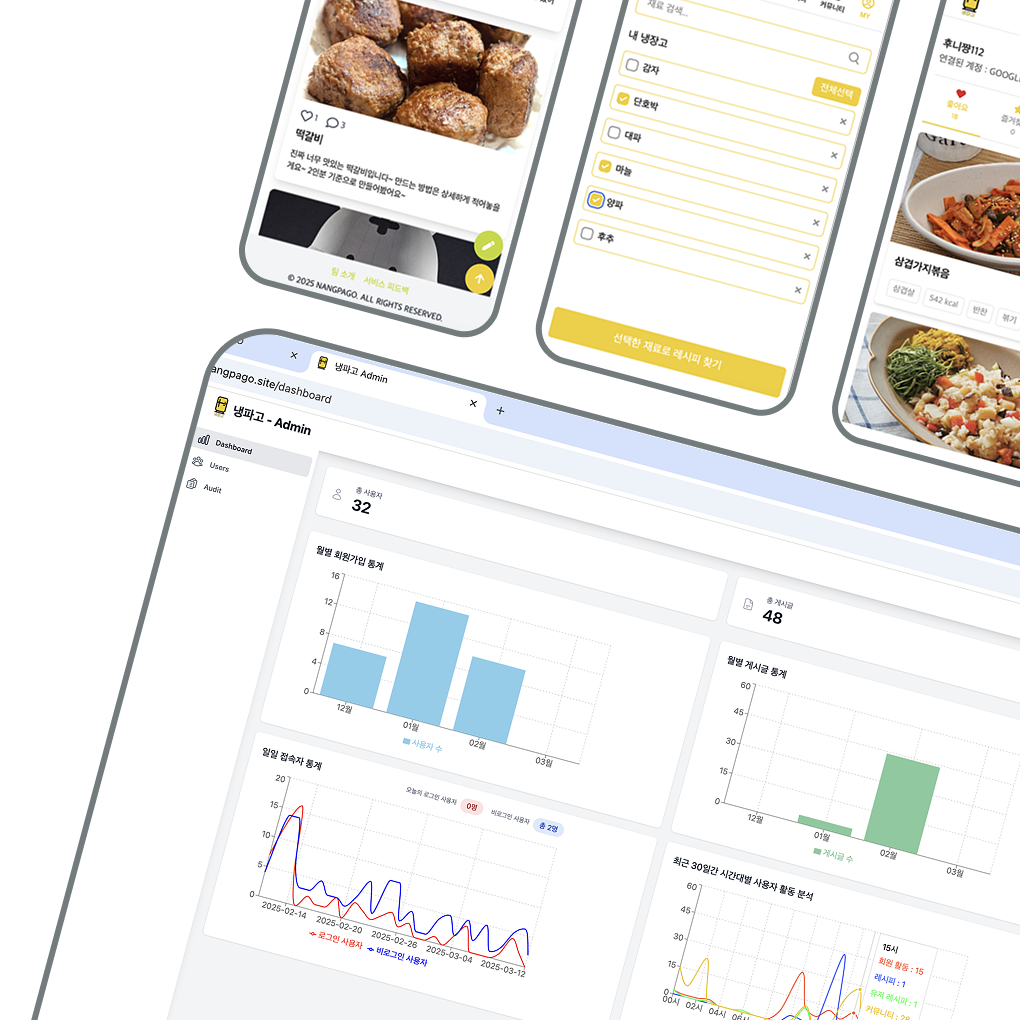 1
3
떡갈비
진짜 너무 맛있는 떡갈비입니다~ 만드는 방법은 상세하게 적어놓을
게요~ 2인분 기준으로 만들어봤어요~
팀 소개 서비스 피드백
© 2025 NANGPAGO. ALL RIGHTS RESERVED.
커뮤니티
MY
재료 검색...
내 냉장고
전체선택
감자
단호박
대파
마늘
양파
후추
선택한 재료로 레시피 찾기
후니쨩112
연결된 계정 : GOOGL
좋아요
18
즐겨찾
0
삼겹가지볶음
삼겹살
542 kcal
반찬
볶기
냉파고 Admin
angpago.site/dashboard
냉파고 - Admin
Dashboard
Users
Audit
총 사용자
32
총 게시글
48
월별 회원가입 통계
16
12
8
4
0
12월
01월
02월
03월
사용자 수
월별 게시글 통계
60
45
30
15
0
12월
01월
02월
03월
게시글 수
일일 접속자 통계
오늘의 로그인 사용자 0명 비로그인 사용자 총 2명
20
15
10
5
0
2025-02-14
2025-02-20
2025-02-26
2025-03-04
2025-03-12
로그인 사용자 비로그인 사용자
최근 30일간 시간대별 사용자 활동 분석
60
45
30
15
0
00시
02시
04시
06시
15시
회원 활동 : 15
레시피 : 1
유저 레시피 : 1
커뮤니티 : 28